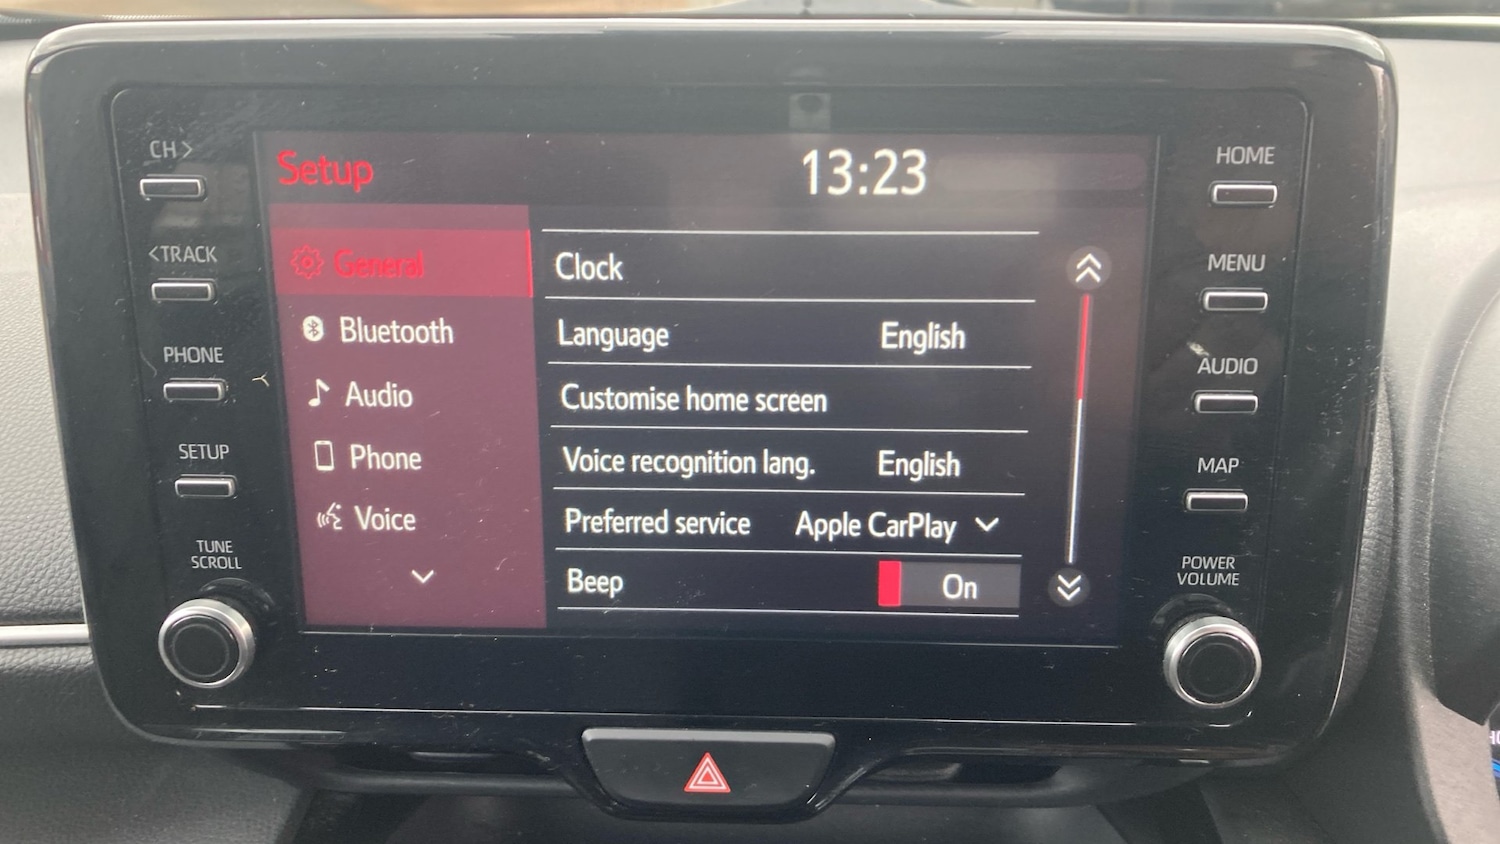 CH >
< TRACK
PHONE
SETUP
TUNE
SCROLL
Setup
13:23
General
Bluetooth
Audio
Phone
Voice
Clock
Language English
Customise home screen
Voice recognition lang. English
Preferred service Apple CarPlay
Beep On
HOME
MENU
AUDIO
MAP
POWER
VOLUME